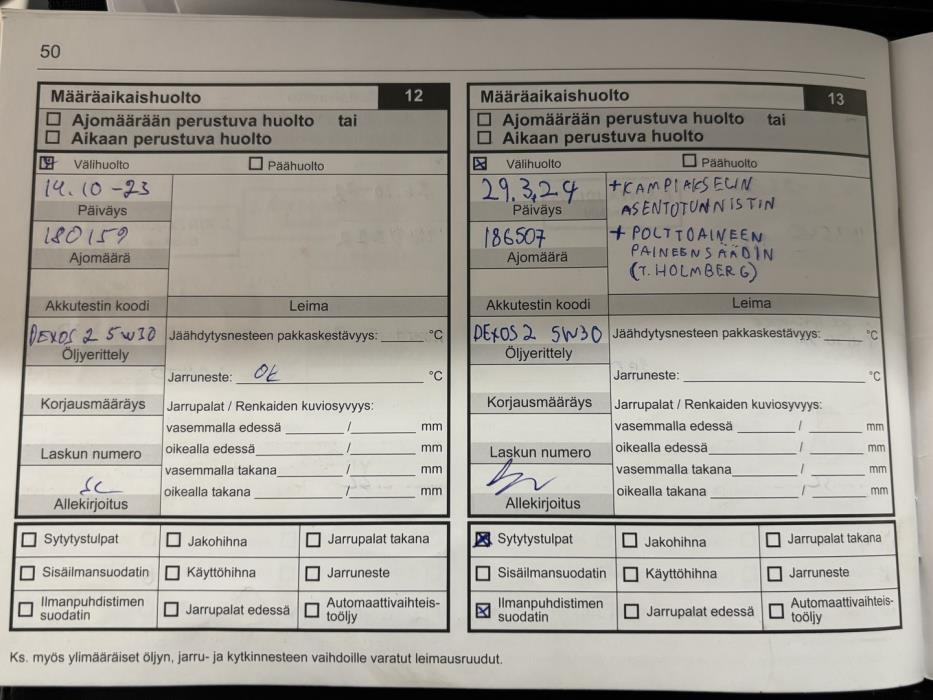 50
Määräaikaishuolto 12
Ajomäärään perustuva huolto tai
Aikaan perustuva huolto
Välihuolto Päähuolto
14.10-23
Päiväys
180159
Ajomäärä
Akkutestin koodi Leima
DEXOS 2 5W30
Öljyerittely
Jäähdytysnesteen pakkaskestävyys: °C
Jarruneste: OK °C
Korjausmääräys
Jarrupalat / Renkaiden kuviosyvyys:
vasemmalla edessä / mm
oikealla edessä / mm
Laskun numero
vasemmalla takana / mm
oikealla takana / mm
Allekirjoitus
Sytytystulpat Jakohihna Jarrupalat takana
Sisäilmansuodatin Käyttöhihna Jarruneste
Ilmanpuhdistimen
suodatin
Jarrupalat edessä
Automaattivaihteis-
toöljy
Määräaikaishuolto 13
Ajomäärään perustuva huolto tai
Aikaan perustuva huolto
Välihuolto Päähuolto
29.3.24
Päiväys
186507
Ajomäärä
+KAMPIAKSELIN
ASENTOTUNNISTIN
+ POLTTOAINEEN
PAINEENSÄÄDIN
(T. HOLMBERG)
Akkutestin koodi Leima
DEXOS 2 5W30
Öljyerittely
Jäähdytysnesteen pakkaskestävyys: °C
Jarruneste: °C
Korjausmääräys
Jarrupalat / Renkaiden kuviosyvyys:
vasemmalla edessä / mm
oikealla edessä / mm
Laskun numero
vasemmalla takana / mm
oikealla takana / mm
Allekirjoitus
Sytytystulpat Jakohihna Jarrupalat takana
Sisäilmansuodatin Käyttöhihna Jarruneste
Ilmanpuhdistimen
suodatin
Jarrupalat edessä
Automaattivaihteis-
toöljy
Ks. myös ylimääräiset öljyn, jarru- ja kytkinnesteen vaihdoille varatut leimausruudut.